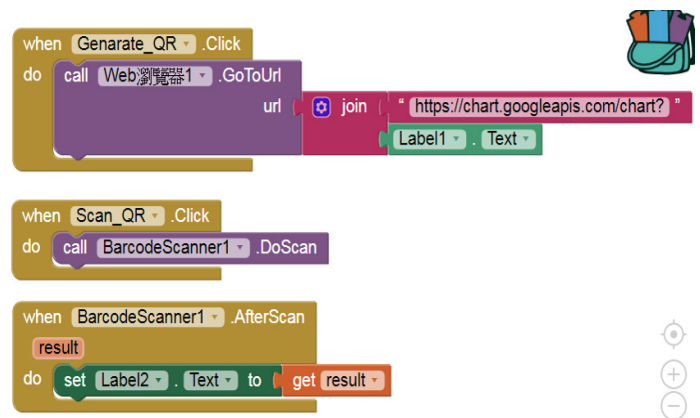 when Genarate_QR .Click
do call Web瀏覽器1 .GoToUrl
url join " https://chart.googleapis.com/chart? "
Label1 . Text
when Scan_QR .Click
do call BarcodeScanner1 .DoScan
when BarcodeScanner1 .AfterScan
result
do set Label2 . Text to get result